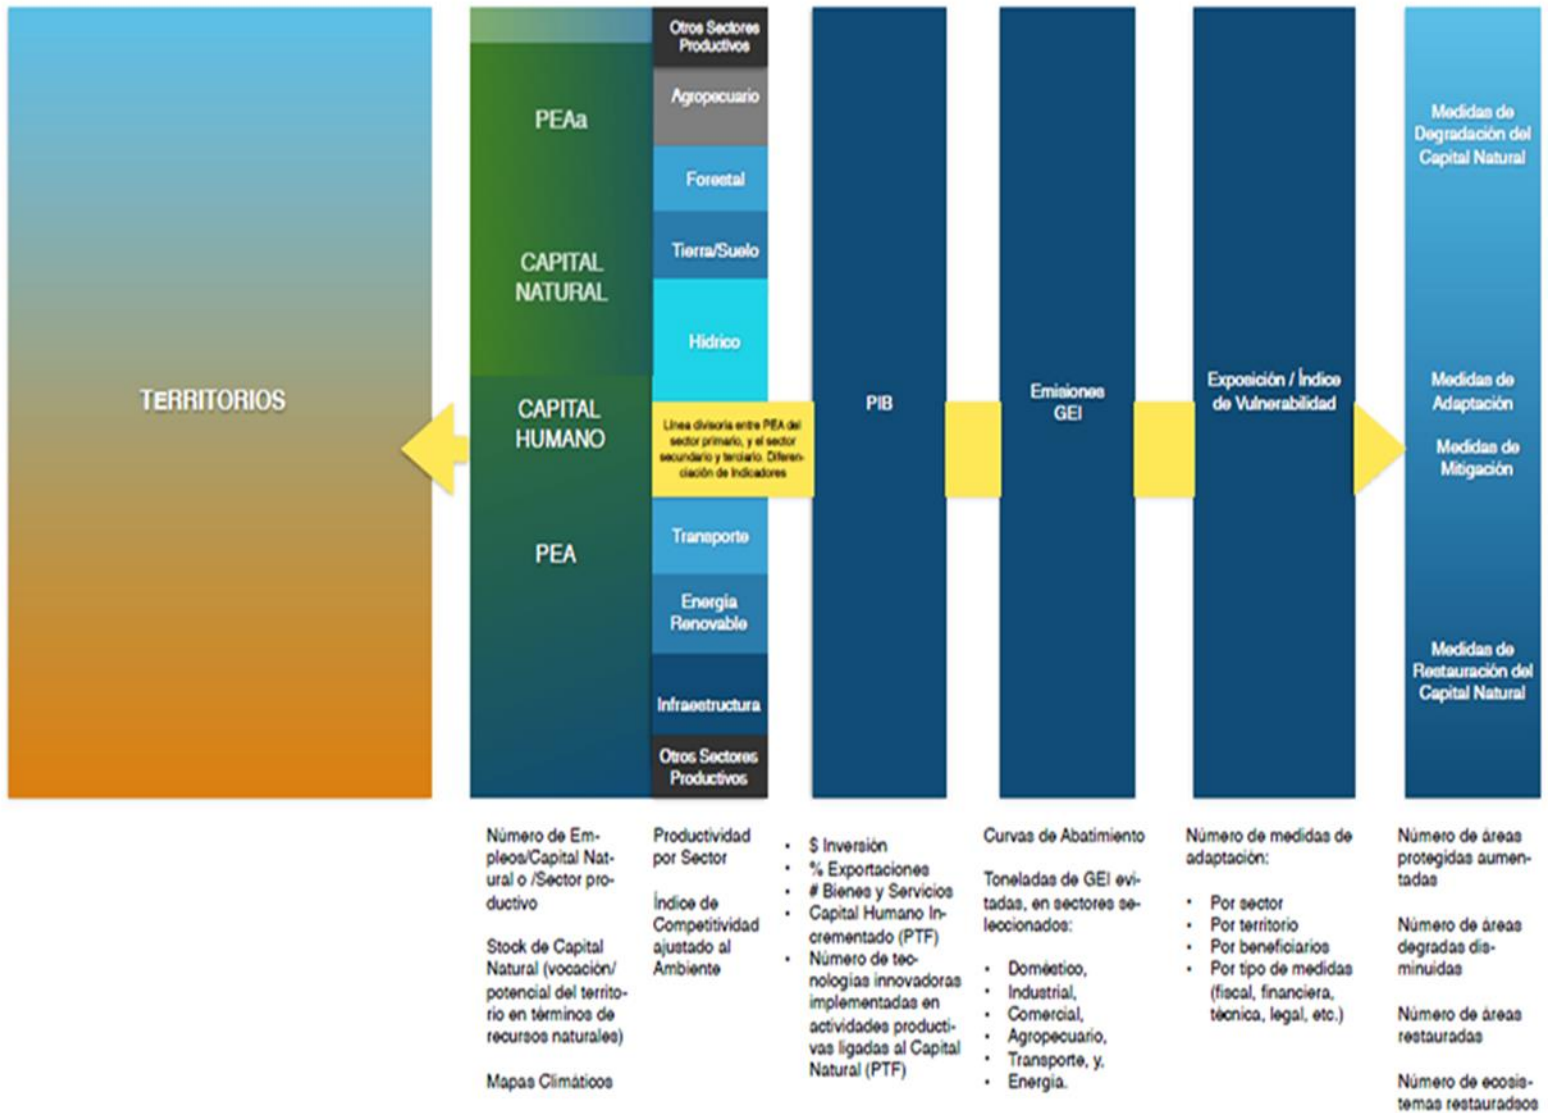 TERRITORIOS
PEAa
CAPITAL
NATURAL
CAPITAL
HUMANO
PEA
Otros Sectores
Productivos
Agropecuario
Forestal
Tierra/Suelo
Hídrico
Línea divisoria entre PEA del
sector primario, y el sector
secundario y terciario. Diferen-
ciación de Indicadores
Transporte
Energía
Renovable
Infraestructura
Otros Sectores
Productivos
PIB
Emisiones
GEI
Exposición / Índice
de Vulnerabilidad
Medidas de
Degradación del
Capital Natural
Medidas de
Adaptación
Medidas de
Mitigación
Medidas de
Restauración del
Capital Natural
Número de Em-
pleos/Capital Nat-
ural o /Sector pro-
ductivo
Stock de Capital
Natural (vocación/
potencial del territo-
rio en términos de
recursos naturales)
Mapas Climáticos
Productividad
por Sector
Índice de
Competitividad
ajustado al
Ambiente
• $ Inversión
• % Exportaciones
• # Bienes y Servicios
• Capital Humano In-
crementado (PTF)
• Número de tec-
nologías innovadoras
implementadas en
actividades producti-
vas ligadas al Capital
Natural (PTF)
Curvas de Abatimiento
Toneladas de GEI evi-
tadas, en sectores se-
leccionados:
• Doméstico,
• Industrial,
• Comercial,
• Agropecuario,
• Transporte, y,
• Energía.
Número de medidas de
adaptación:
• Por sector
• Por territorio
• Por beneficiarios
• Por tipo de medidas
(fiscal, financiera,
técnica, legal, etc.)
Número de áreas
protegidas aumen-
tadas
Número de áreas
degradas dis-
minuidas
Número de áreas
restauradas
Número de ecosis-
temas restauradsos